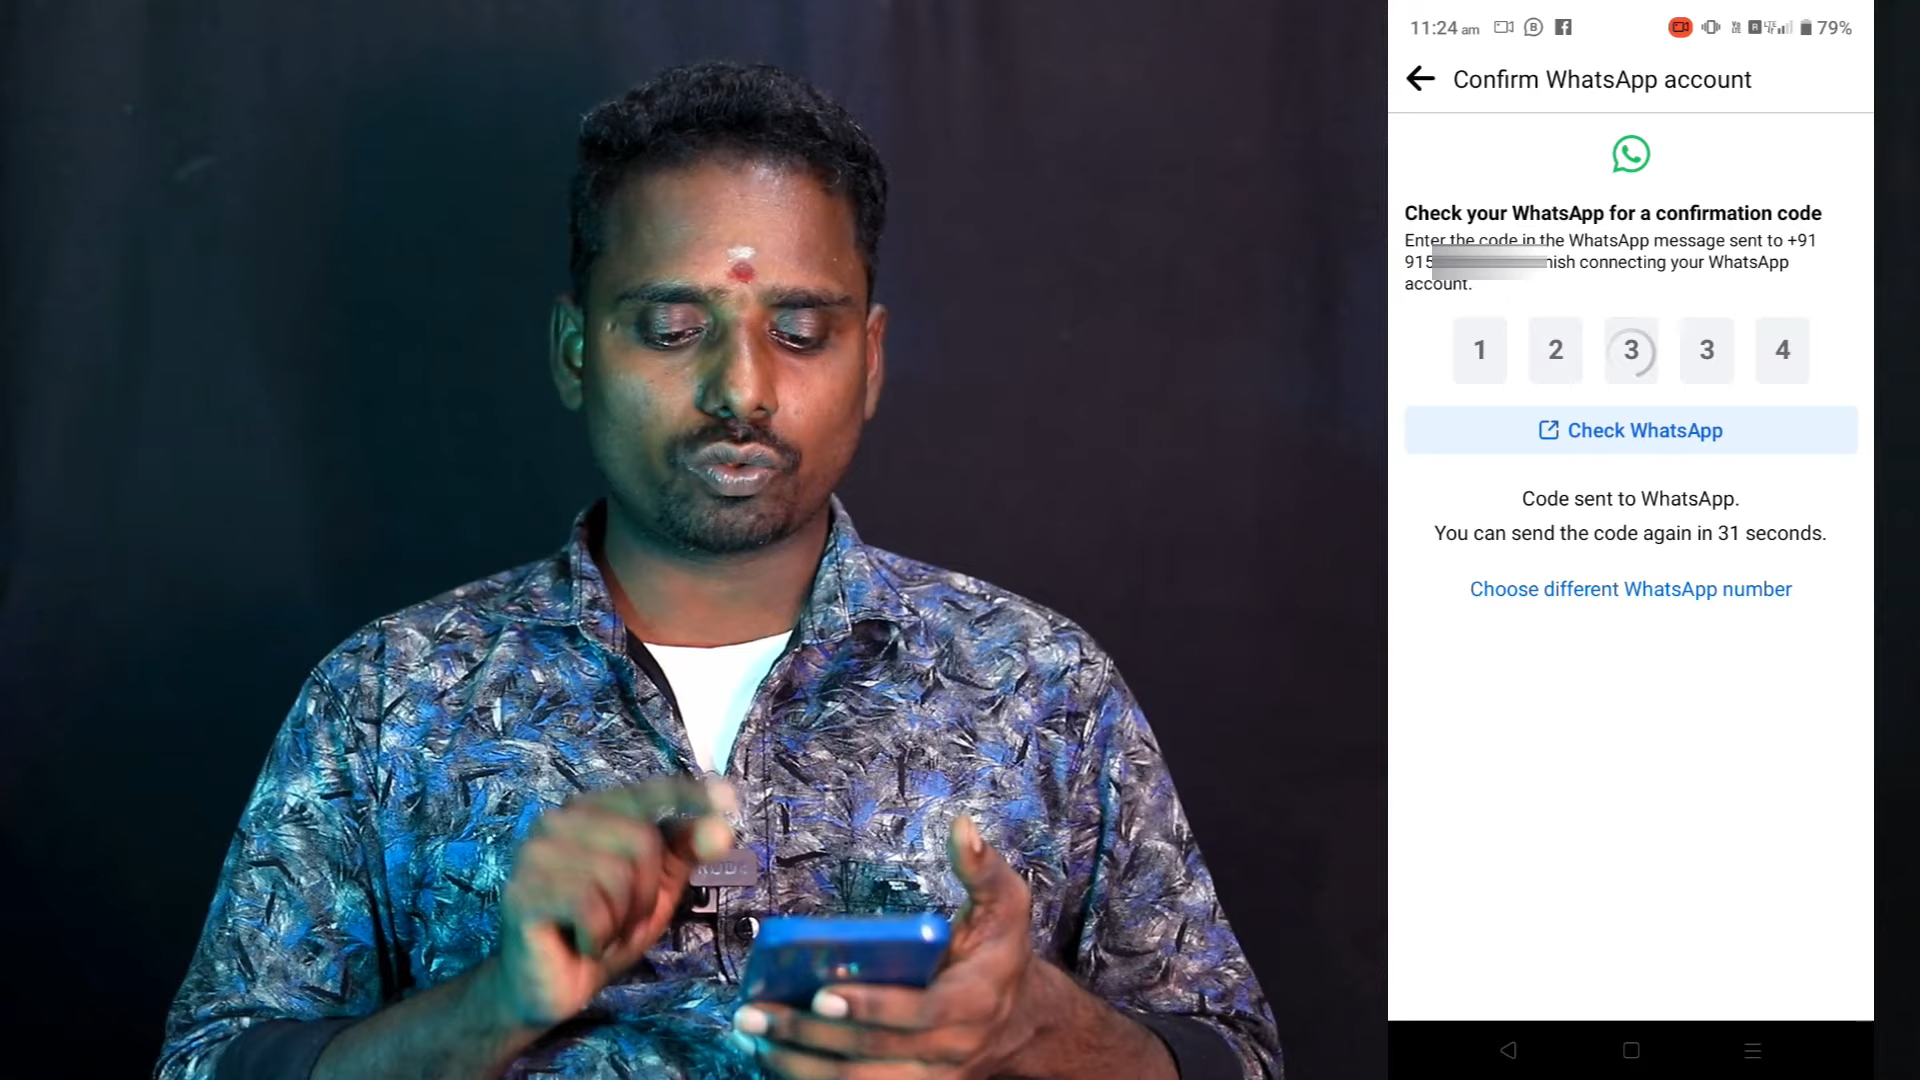 11:24 am
79%
Confirm WhatsApp account
Check your WhatsApp for a confirmation code
Enter the code in the WhatsApp message sent to +91
915 nish connecting your WhatsApp
account.
1 2 3 3 4
Check WhatsApp
Code sent to WhatsApp.
You can send the code again in 31 seconds.
Choose different WhatsApp number